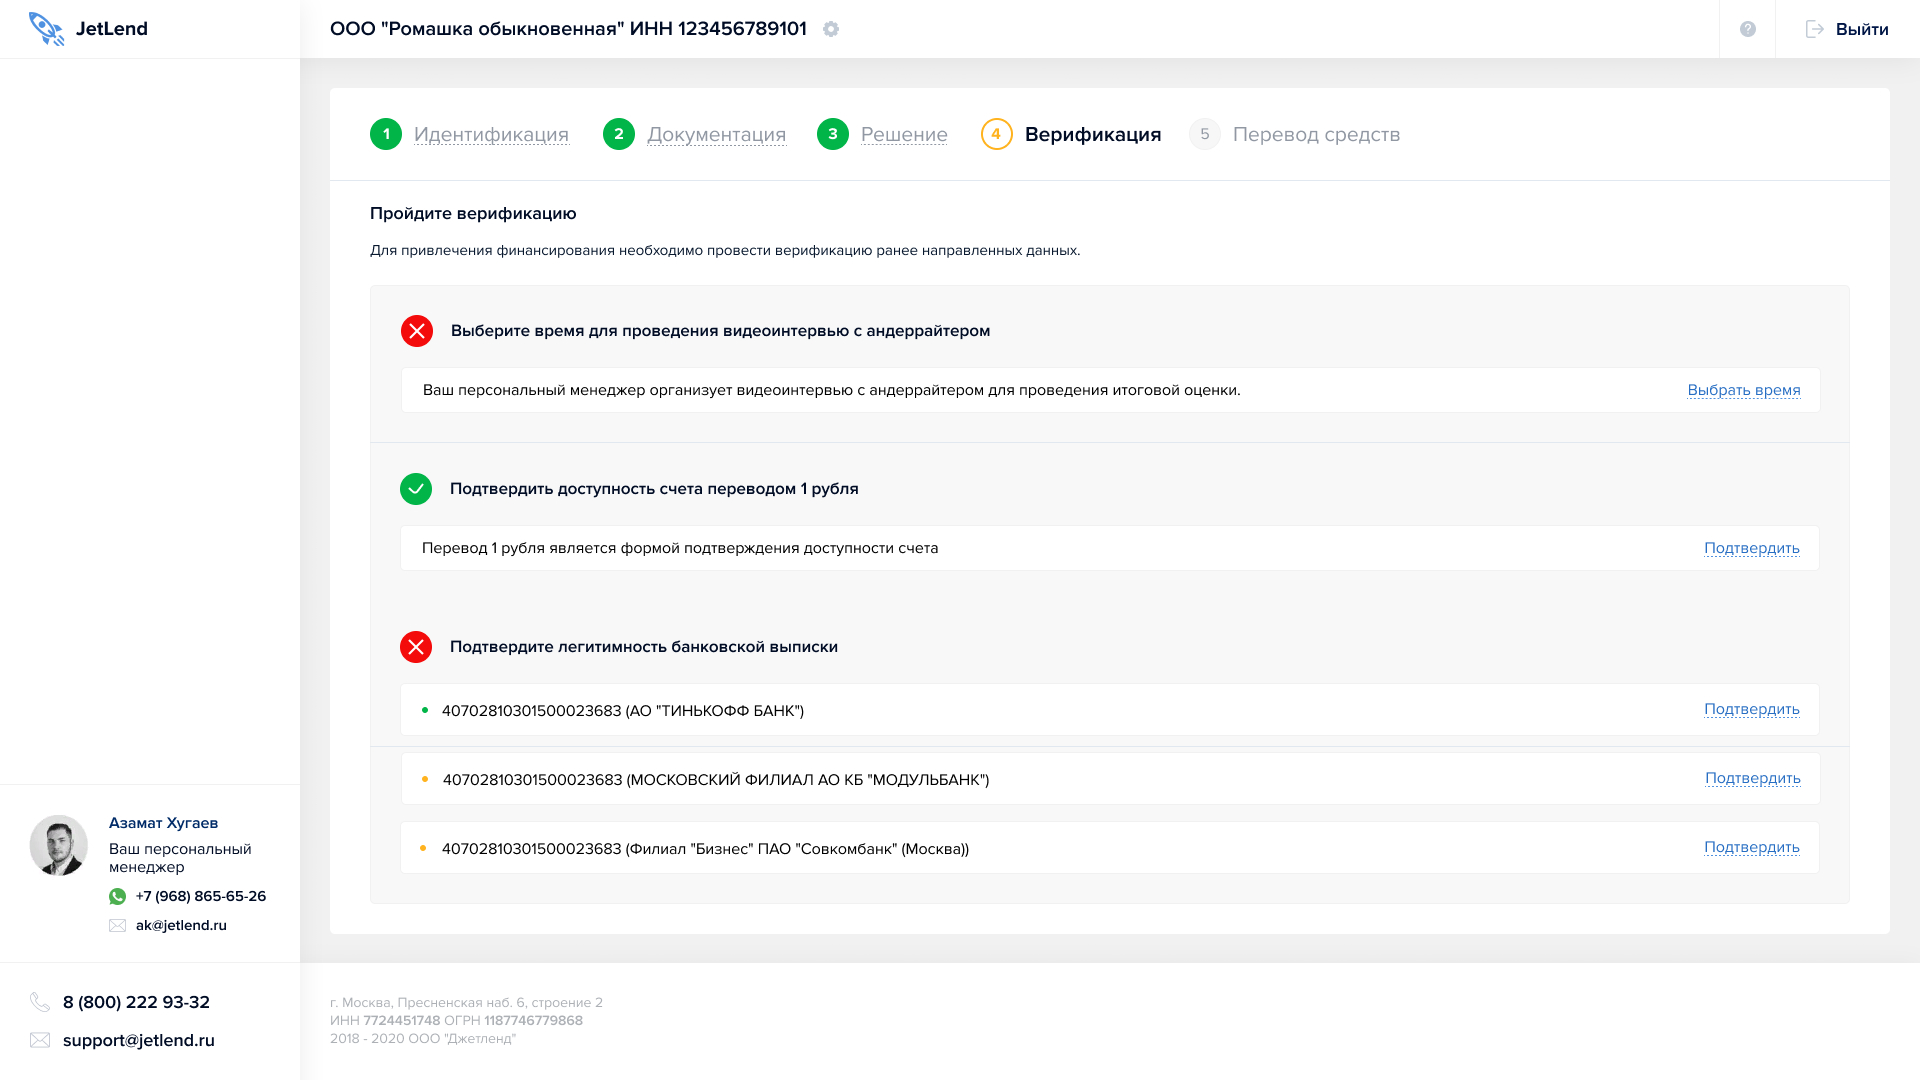 JetLend
ООО "Ромашка обыкновенная" ИНН 123456789101
?
Выйти
1 Идентификация
2 Документация
3 Решение
4 Верификация
5 Перевод средств
Пройдите верификацию
Для привлечения финансирования необходимо провести верификацию ранее направленных данных.
Выберите время для проведения видеоинтервью с андеррайтером
Ваш персональный менеджер организует видеоинтервью с андеррайтером для проведения итоговой оценки.
Выбрать время
Подтвердить доступность счета переводом 1 рубля
Перевод 1 рубля является формой подтверждения доступности счета
Подтвердить
Подтвердите легитимность банковской выписки
40702810301500023683 (АО "ТИНЬКОФФ БАНК")
Подтвердить
40702810301500023683 (МОСКОВСКИЙ ФИЛИАЛ АО КБ "МОДУЛЬБАНК")
Подтвердить
40702810301500023683 (Филиал "Бизнес" ПАО "Совкомбанк" (Москва))
Подтвердить
Азамат Хугаев
Ваш персональный
менеджер
+7 (968) 865-65-26
ak@jetlend.ru
8 (800) 222 93-32
support@jetlend.ru
г. Москва, Пресненская наб. 6, строение 2
ИНН 7724451748 ОГРН 1187746779868
2018 - 2020 ООО "Джетленд"